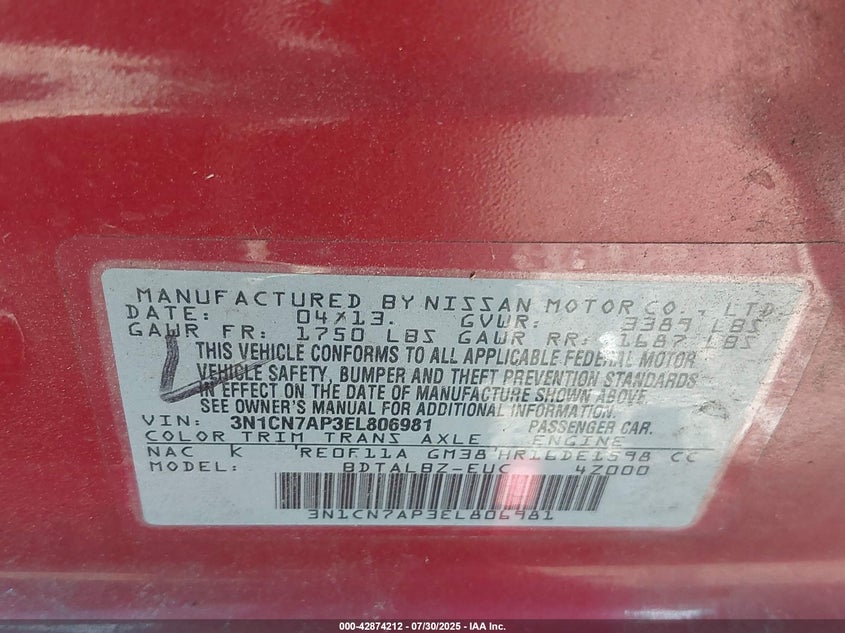 MANUFACTURED BY NISSAN MOTOR CO., LTD
DATE: 04/13. GVWR: 3389 LBS
GAWR FR: 1750 LBS GAWR RR: 1687 LBS
THIS VEHICLE CONFORMS TO ALL APPLICABLE FEDERAL MOTOR
VEHICLE SAFETY, BUMPER AND THEFT PREVENTION STANDARDS
IN EFFECT ON THE DATE OF MANUFACTURE SHOWN ABOVE.
SEE OWNER'S MANUAL FOR ADDITIONAL INFORMATION.
VIN: 3N1CN7AP3EL806981 PASSENGER CAR.
COLOR TRIM TRANS AXLE ENGINE
NAC K RE0F11A GM38 HR16DE1598 CC
MODEL: BDTALBZ-EUC 4Z000
3N1CN7AP3EL806981
000-42874212 | 07/30/2025 - IAA Inc.